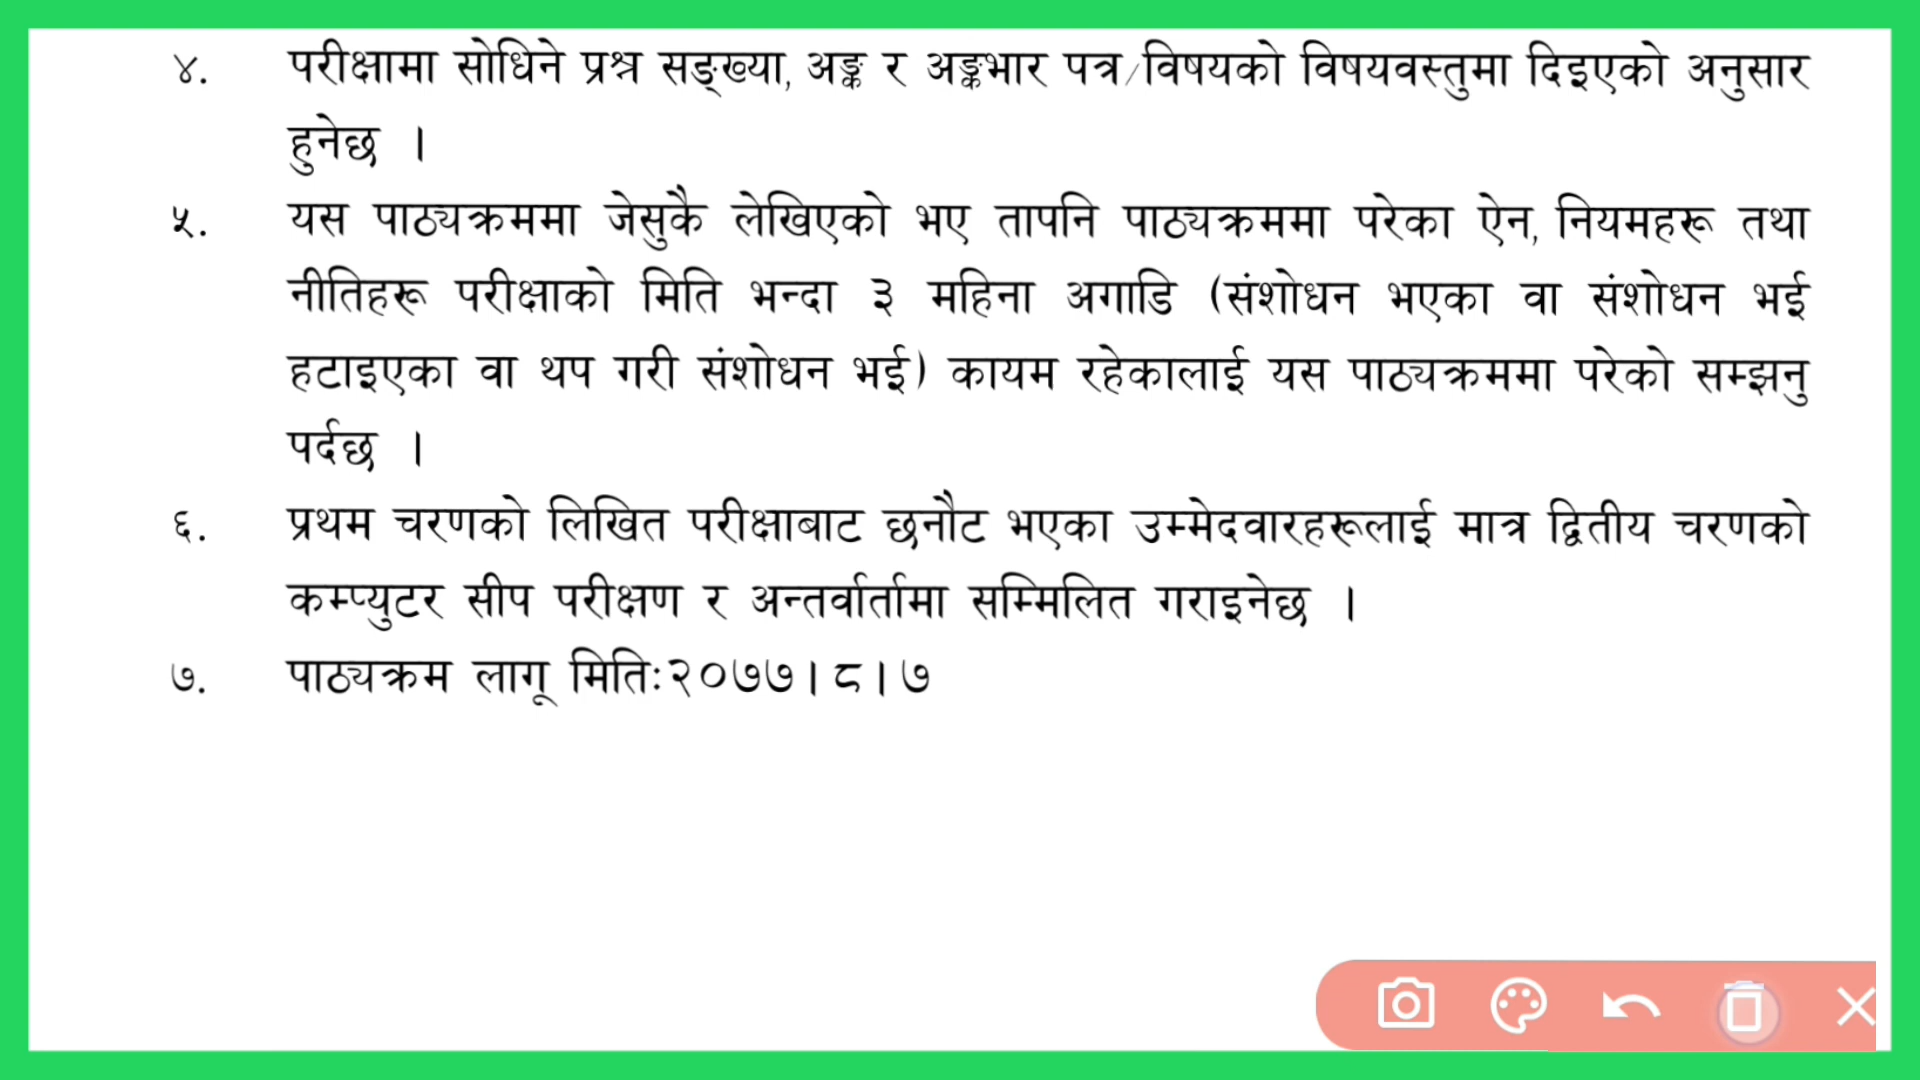 ४. परीक्षामा सोधिने प्रश्न सङ्ख्या, अङ्क र अङ्कभार पत्र/विषयको विषयवस्तुमा दिइएको अनुसार
हुनेछ ।
५. यस पाठ्यक्रममा जेसुकै लेखिएको भए तापनि पाठ्यक्रममा परेका ऐन, नियमहरू तथा
नीतिहरू परीक्षाको मिति भन्दा ३ महिना अगाडि (संशोधन भएका वा संशोधन भई
हटाइएका वा थप गरी संशोधन भई) कायम रहेकालाई यस पाठ्यक्रममा परेको सम्झनु
पर्दछ ।
६. प्रथम चरणको लिखित परीक्षाबाट छनौट भएका उम्मेदवारहरूलाई मात्र द्वितीय चरणको
कम्प्युटर सीप परीक्षण र अन्तर्वार्तामा सम्मिलित गराइनेछ ।
७. पाठ्यक्रम लागू मितिः२०७७।८।७